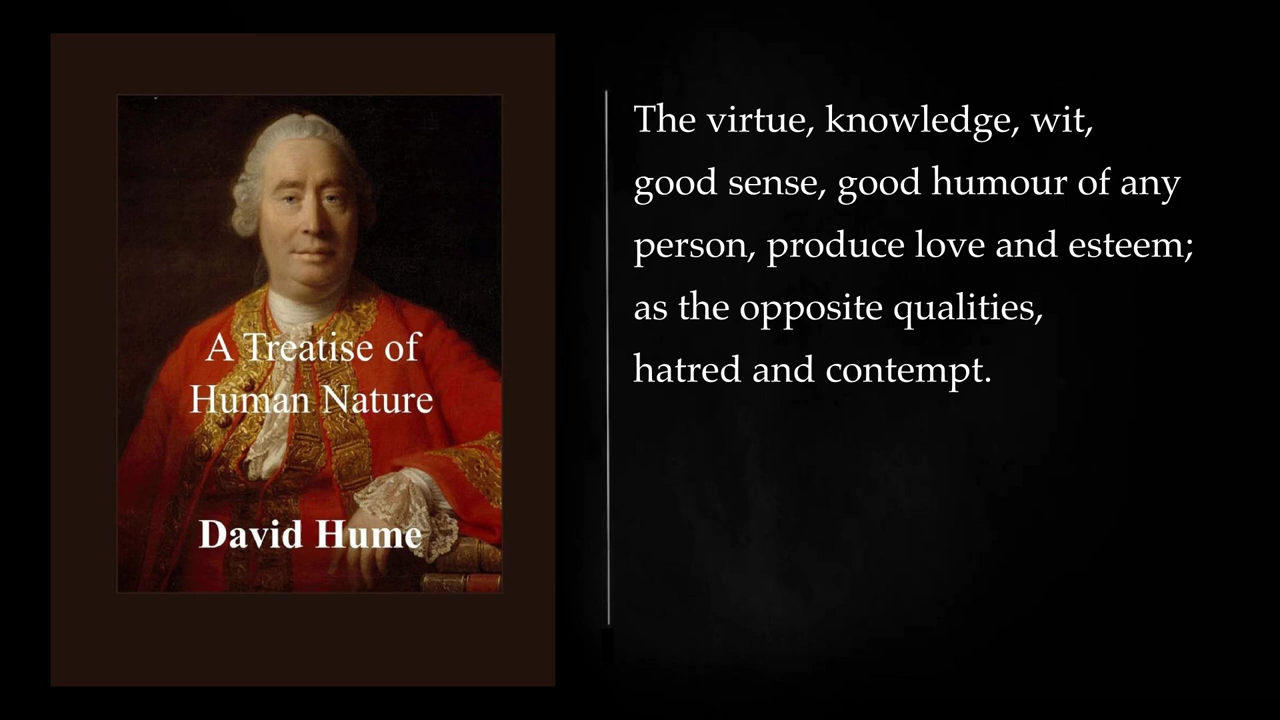 A Treatise of
Human Nature
David Hume
The virtue, knowledge, wit,
good sense, good humour of any
person, produce love and esteem;
as the opposite qualities,
hatred and contempt.